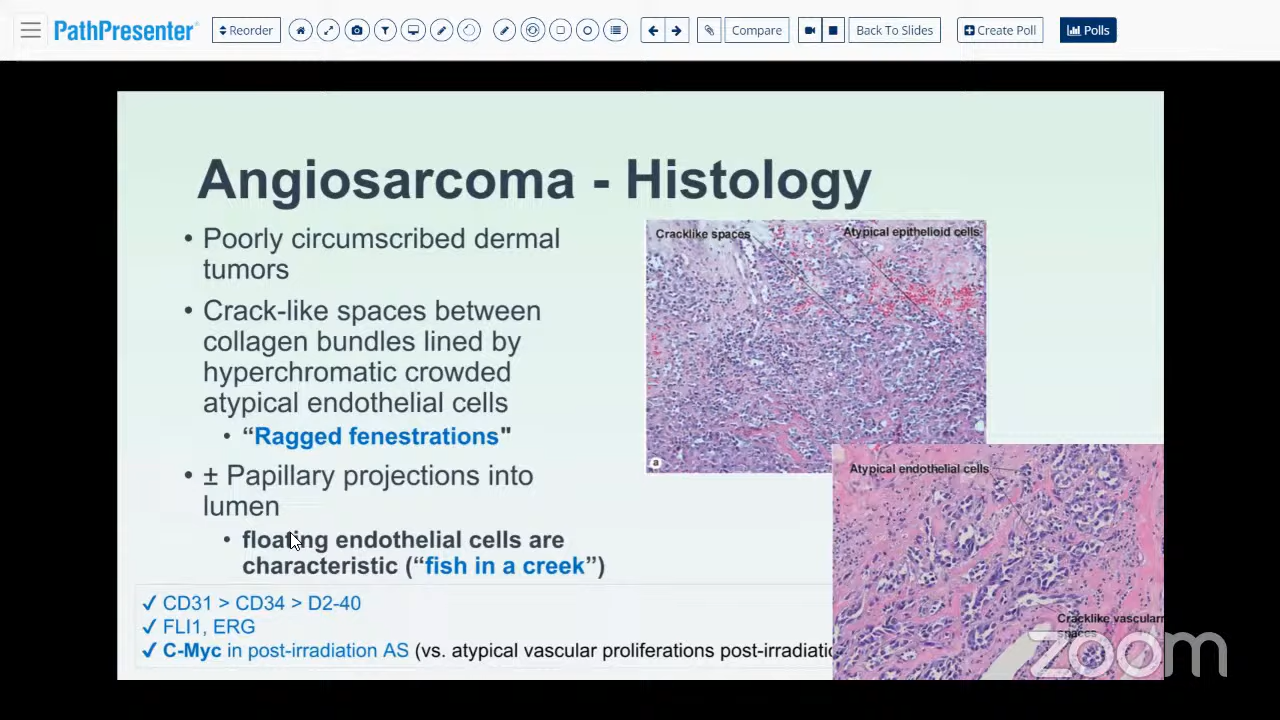 PathPresenter
Reorder
Compare
Back To Slides
Create Poll
Polls
Angiosarcoma - Histology
• Poorly circumscribed dermal
tumors
• Crack-like spaces between
collagen bundles lined by
hyperchromatic crowded
atypical endothelial cells
• “Ragged fenestrations"
• ± Papillary projections into
lumen
• floating endothelial cells are
characteristic (“fish in a creek”)
✓ CD31 > CD34 > D2-40
✓ FLI1, ERG
✓ C-Myc in post-irradiation AS (vs. atypical vascular proliferations post-irradiatio
Cracklike spaces
Atypical epithelioid cells
a
Atypical endothelial cells
Cracklike vascularr
spaces
zoom